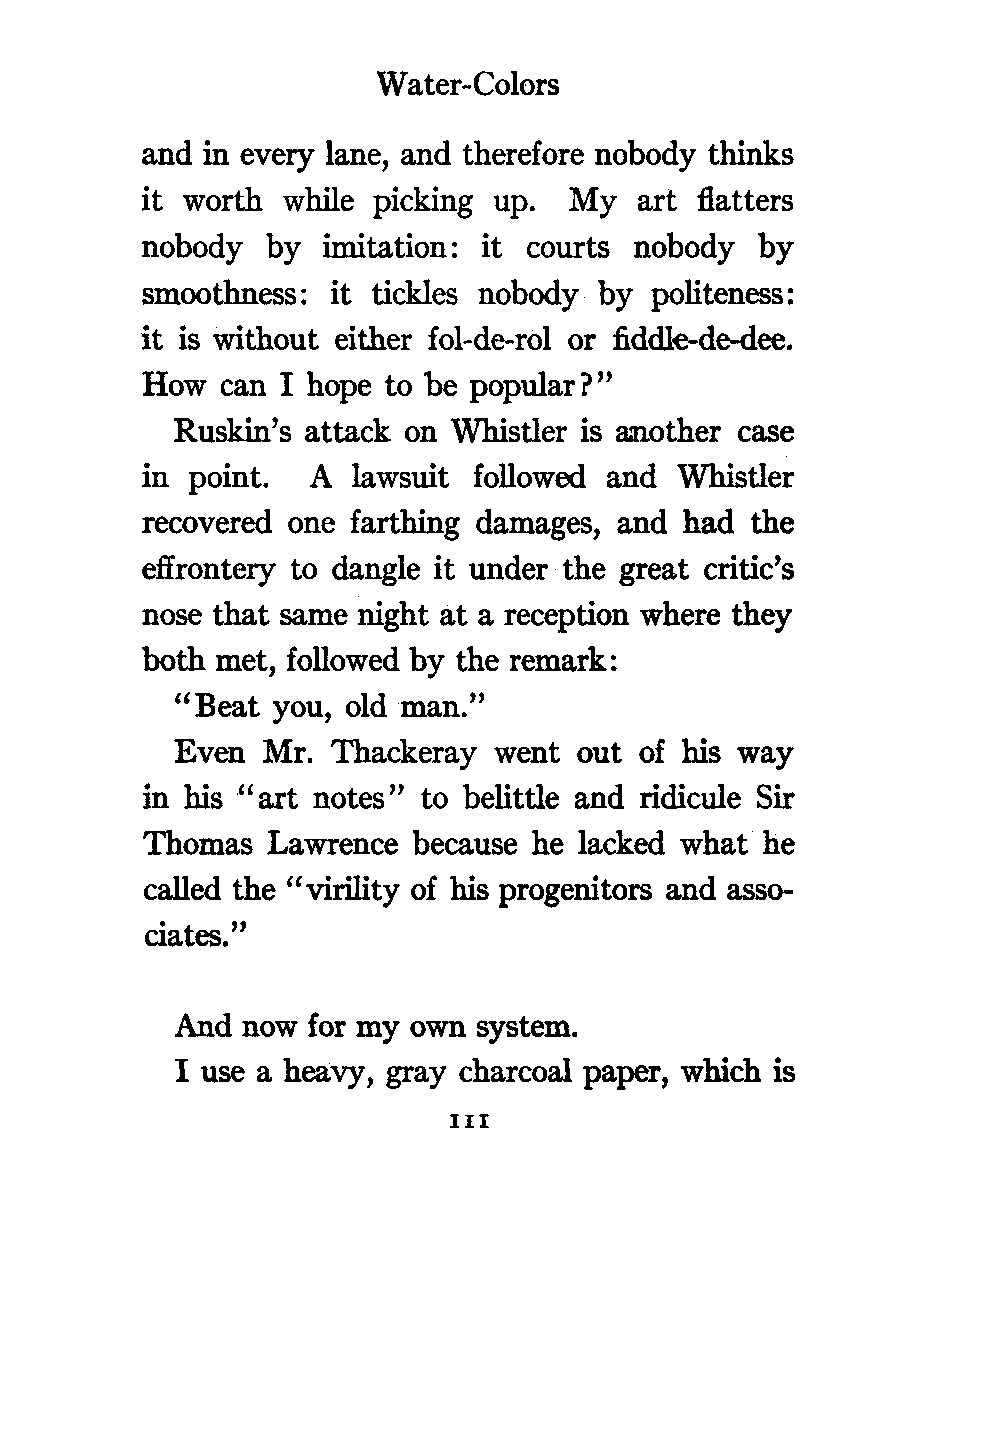 Water-Colors
and in every lane, and therefore nobody thinks
it worth while picking up. My art flatters
nobody by imitation: it courts nobody by
smoothness: it tickles nobody by politeness:
it is without either fol-de-rol or fiddle-de-dee.
How can I hope to be popular?"
Ruskin's attack on Whistler is another case
in point. A lawsuit followed and Whistler
recovered one farthing damages, and had the
effrontery to dangle it under the great critic's
nose that same night at a reception where they
both met, followed by the remark:
"Beat you, old man."
Even Mr. Thackeray went out of his way
in his "art notes" to belittle and ridicule Sir
Thomas Lawrence because he lacked what he
called the "virility of his progenitors and asso-
ciates."
And now for my own system.
I use a heavy, gray charcoal paper, which is
111